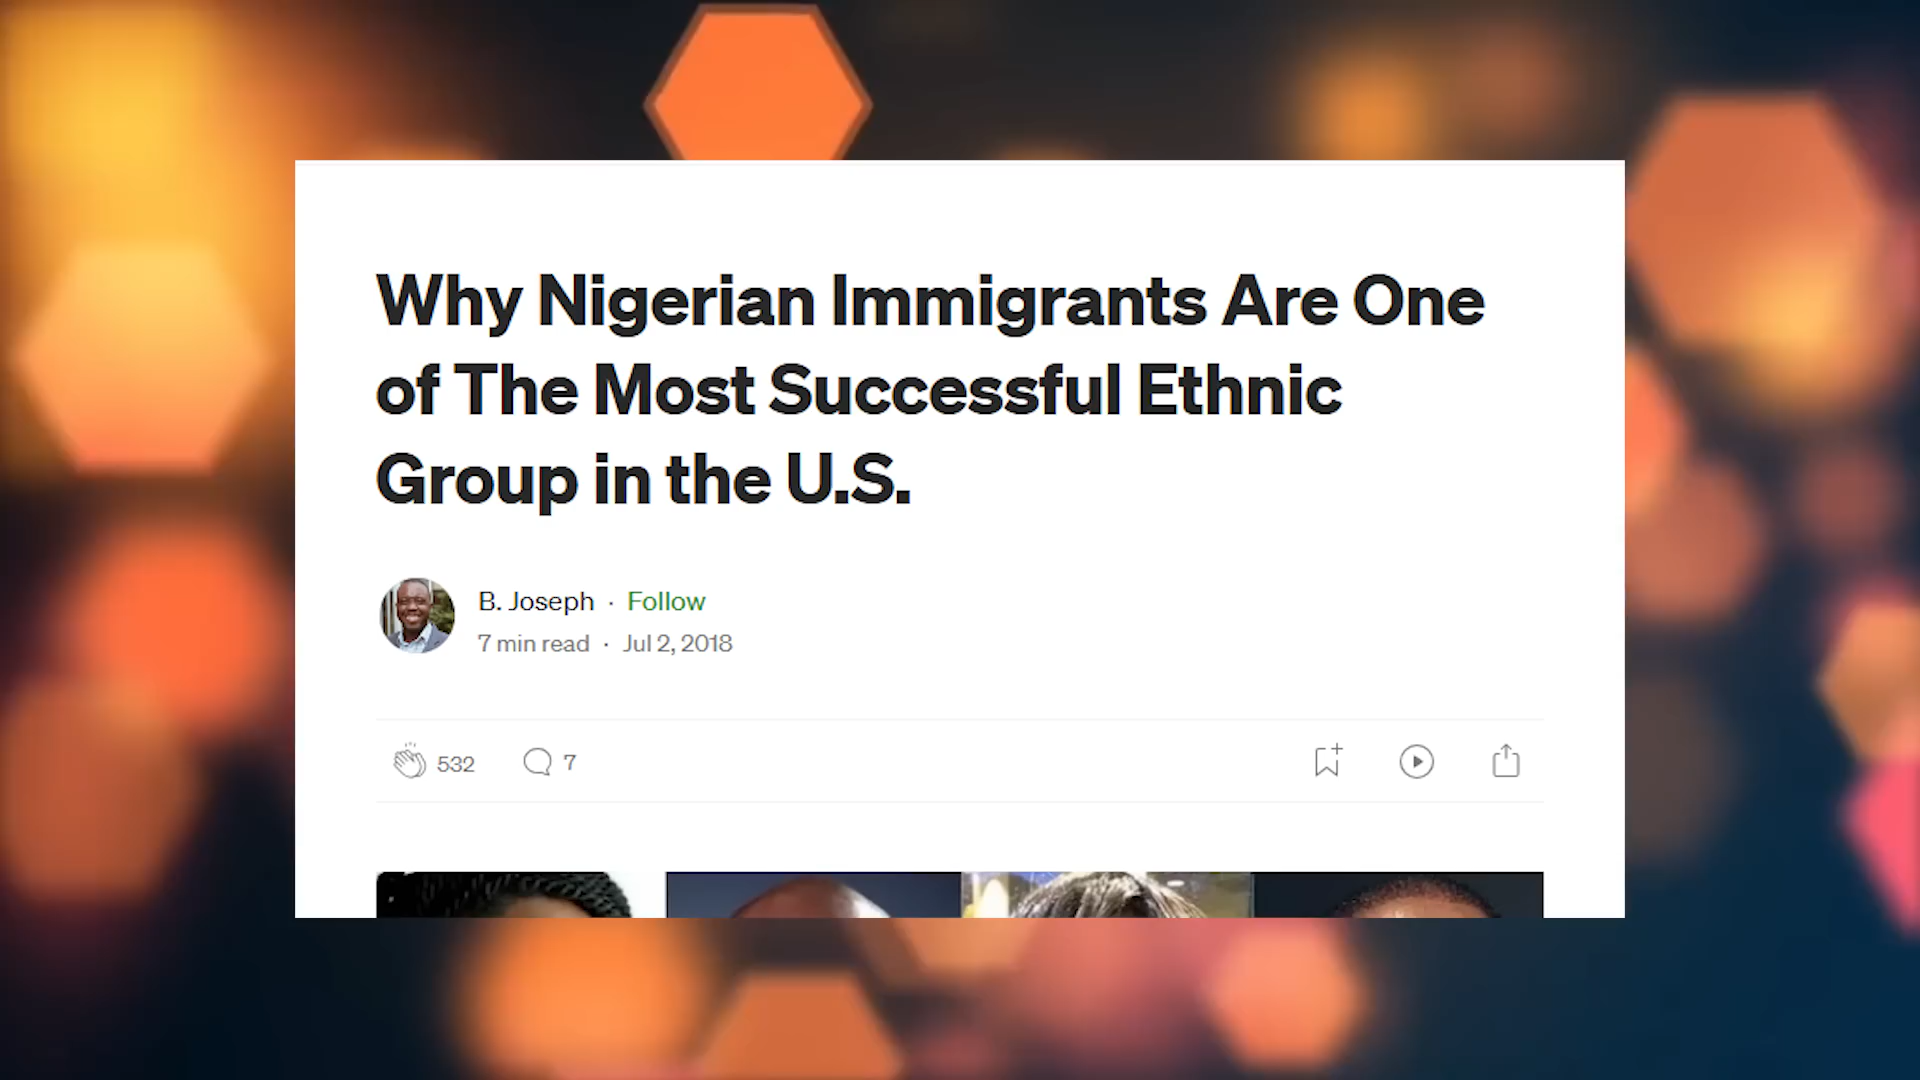 Why Nigerian Immigrants Are One
of The Most Successful Ethnic
Group in the U.S.
B. Joseph · Follow
7 min read · Jul 2, 2018
532 7